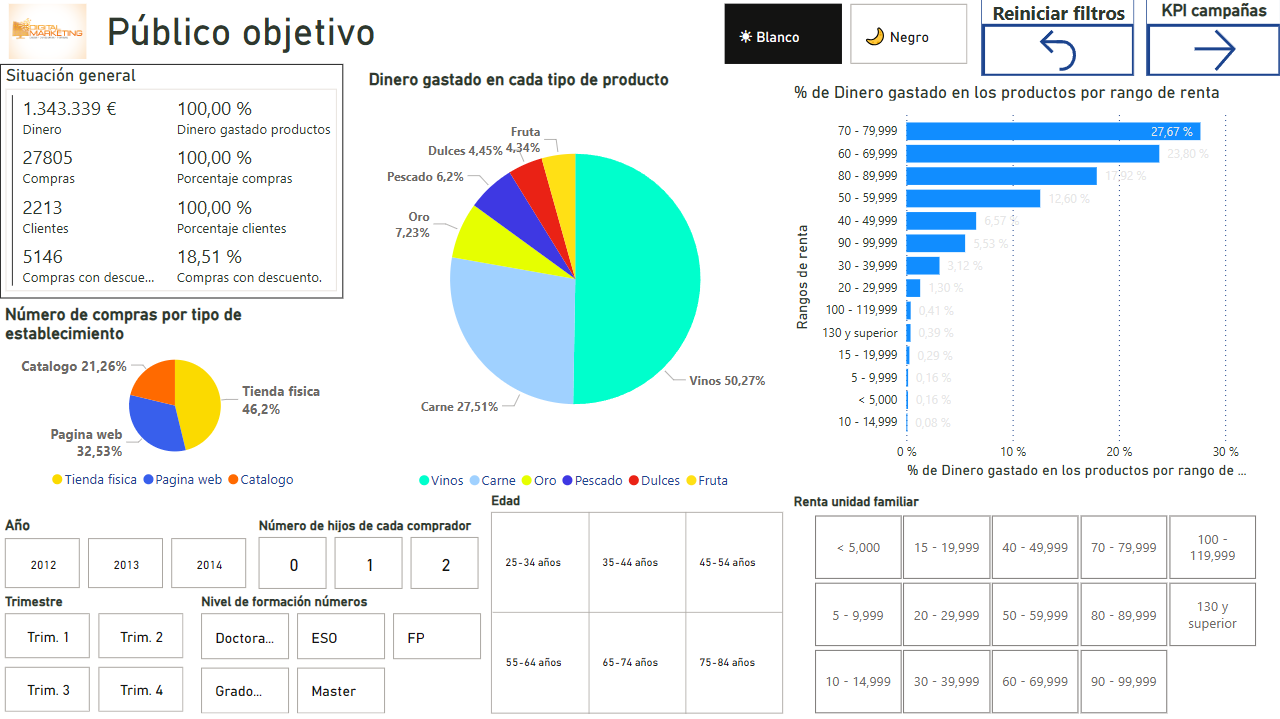 DIGITAL
MARKETING
Público objetivo
Blanco
Negro
Reiniciar filtros
KPI campañas
Situación general
1.343.339 €
Dinero
100,00 %
Dinero gastado productos
27805
Compras
100,00 %
Porcentaje compras
2213
Clientes
100,00 %
Porcentaje clientes
5146
Compras con descue...
18,51 %
Compras con descuento.
Número de compras por tipo de
establecimiento
Catalogo 21,26%
Tienda fisica
46,2%
Pagina web
32,53%
Tienda fisica
Pagina web
Catalogo
Dinero gastado en cada tipo de producto
Fruta
4,34%
Dulces 4,45%
Pescado 6,2%
Oro
7,23%
Carne 27,51%
Vinos 50,27%
Vinos
Carne
Oro
Pescado
Dulces
Fruta
% de Dinero gastado en los productos por rango de renta
Rangos de renta
70 - 79,999
27,67 %
60 - 69,999
23,80 %
80 - 89,999
17,92 %
50 - 59,999
12,60 %
40 - 49,999
6,57 %
90 - 99,999
5,53 %
30 - 39,999
3,12 %
20 - 29,999
1,30 %
100 - 119,999
0,41 %
130 y superior
0,39 %
15 - 19,999
0,29 %
5 - 9,999
0,16 %
< 5,000
0,16 %
10 - 14,999
0,08 %
0 %
10 %
20 %
30 %
% de Dinero gastado en los productos por rango de ...
Año
2012
2013
2014
Número de hijos de cada comprador
0
1
2
Trimestre
Trim. 1
Trim. 2
Trim. 3
Trim. 4
Nivel de formación números
Doctora...
ESO
FP
Grado...
Master
Edad
25-34 años
35-44 años
45-54 años
55-64 años
65-74 años
75-84 años
Renta unidad familiar
< 5,000
15 - 19,999
40 - 49,999
70 - 79,999
100 -
119,999
5 - 9,999
20 - 29,999
50 - 59,999
80 - 89,999
130 y
superior
10 - 14,999
30 - 39,999
60 - 69,999
90 - 99,999